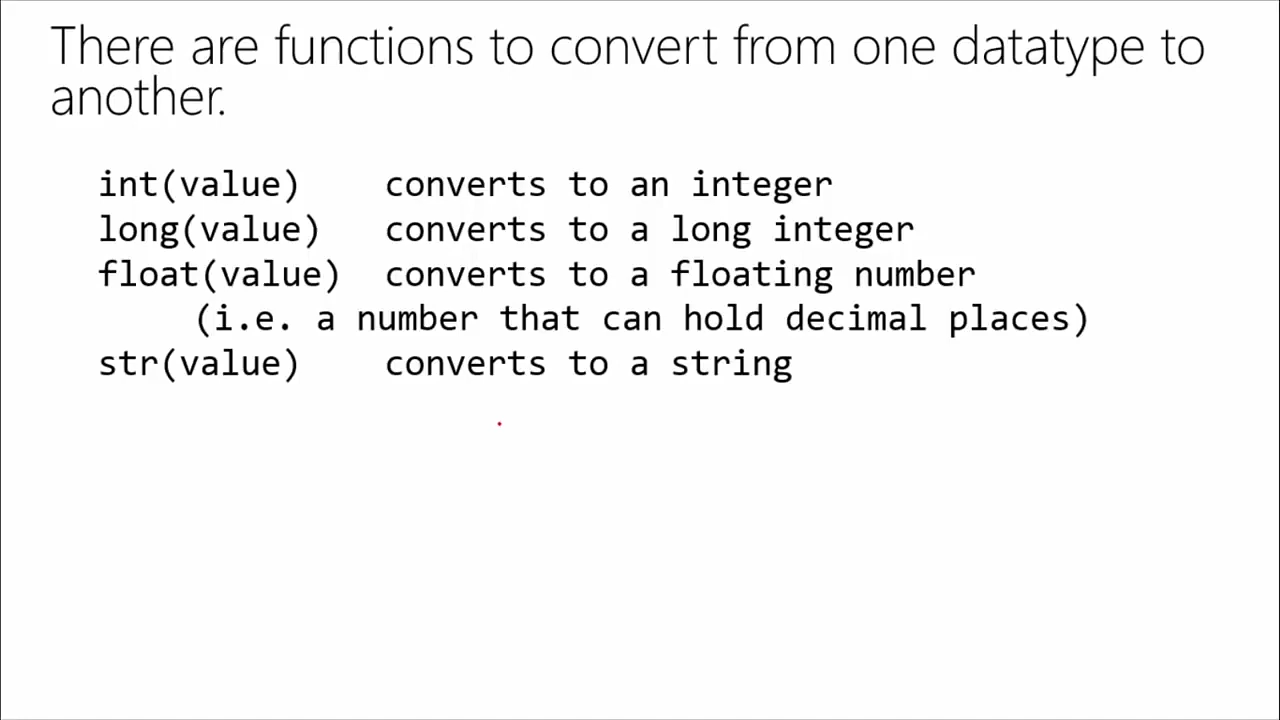 There are functions to convert from one datatype to
another.
int(value) converts to an integer
long(value) converts to a long integer
float(value) converts to a floating number
(i.e. a number that can hold decimal places)
str(value) converts to a string